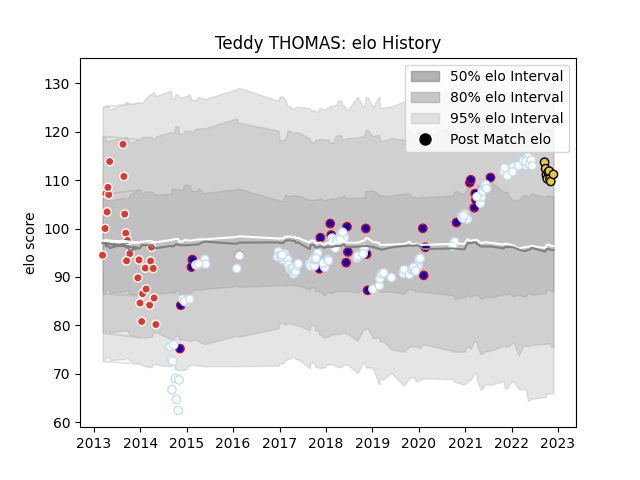 Teddy THOMAS: elo History
50% elo Interval
80% elo Interval
95% elo Interval
Post Match elo
elo score
130
120
110
100
90
80
70
60
2013 2014 2015 2016 2017 2018 2019 2020 2021 2022 2023